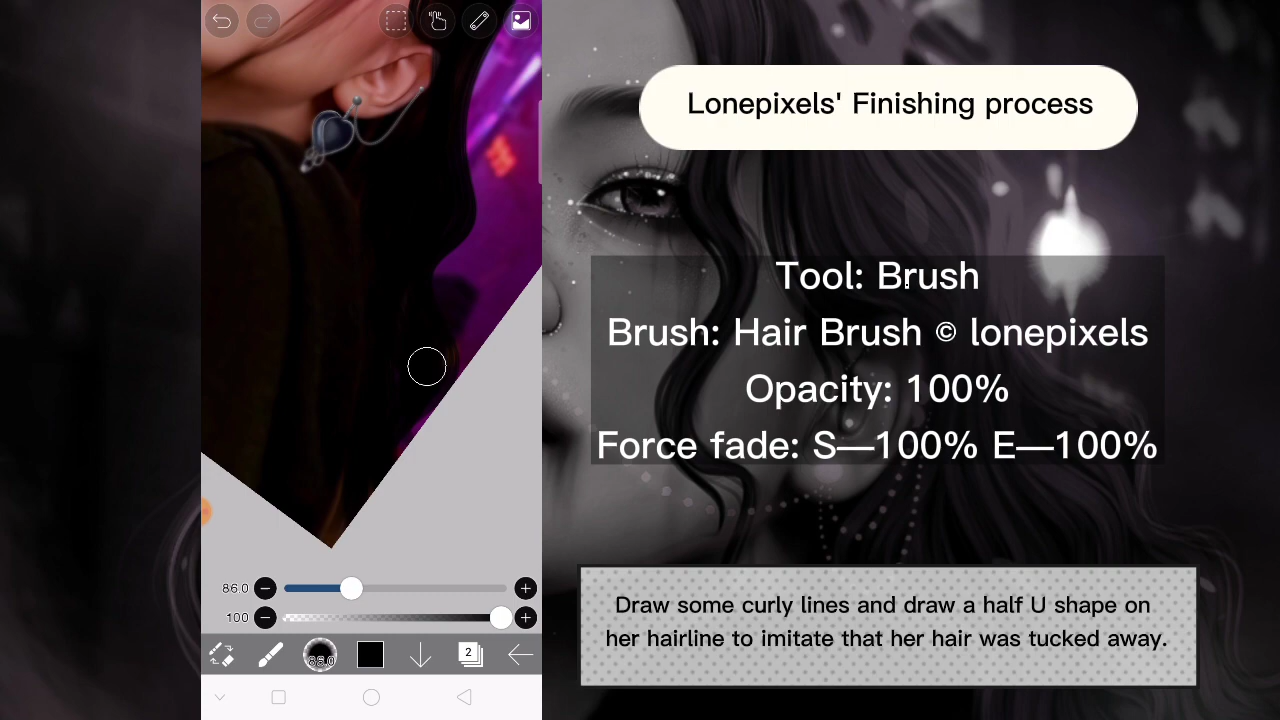 Lonepixels' Finishing process
Tool: Brush
Brush: Hair Brush © lonepixels
Opacity: 100%
Force fade: S—100% E—100%
Draw some curly lines and draw a half U shape on
her hairline to imitate that her hair was tucked away.
86.0
100
86.0
2